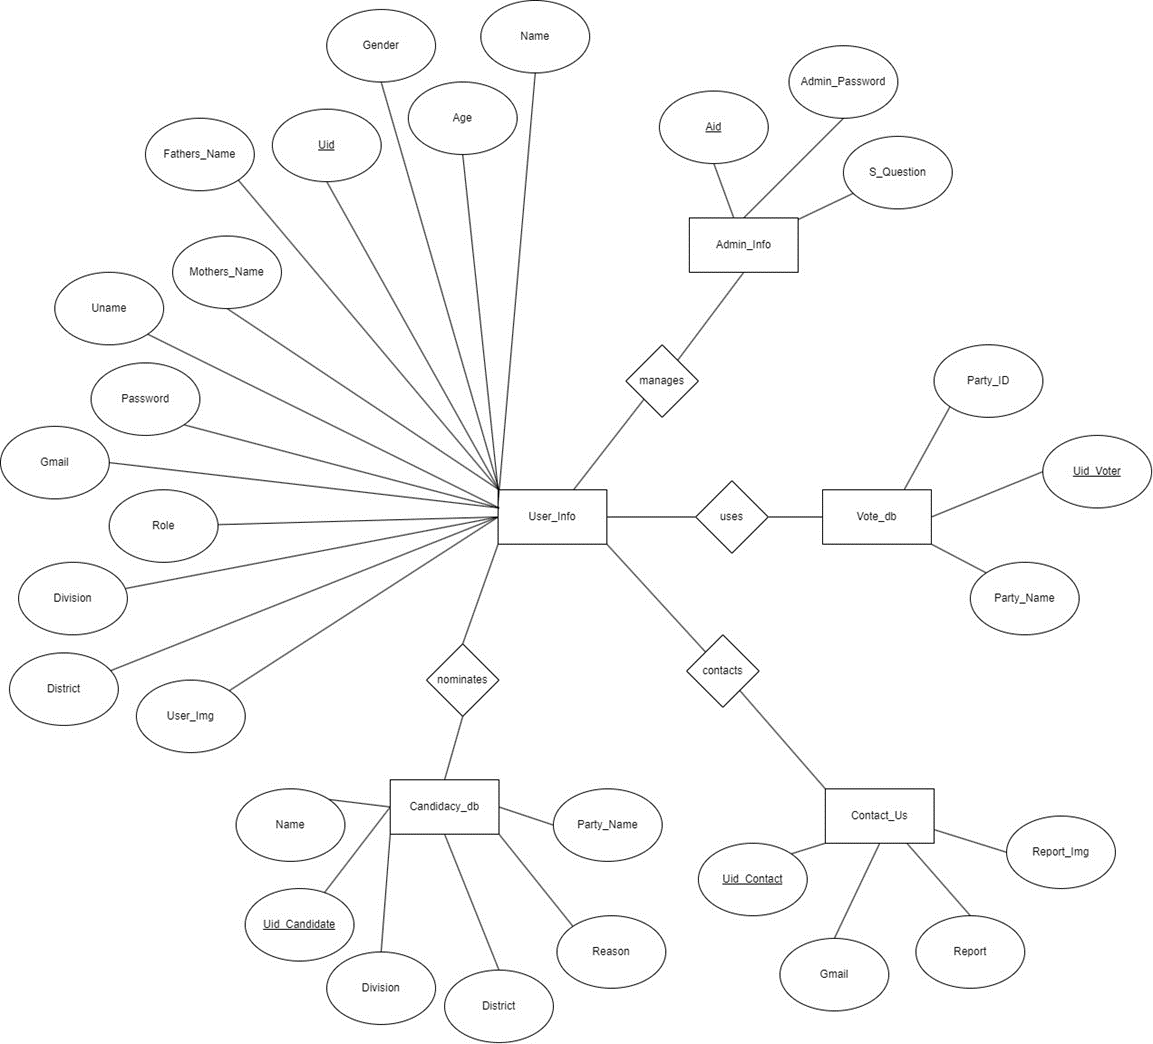 Name
Gender
Admin_Password
Age
Aid
Uid
Fathers_Name
S_Question
Admin_Info
Mothers_Name
Uname
manages
Party_ID
Password
Gmail
Uid_Voter
User_Info
uses
Vote_db
Role
Division
Party_Name
contacts
nominates
District
User_Img
Candidacy_db
Contact_Us
Name
Party_Name
Report_Img
Uid_Contact
Uid_Candidate
Reason
Report
Gmail
Division
District